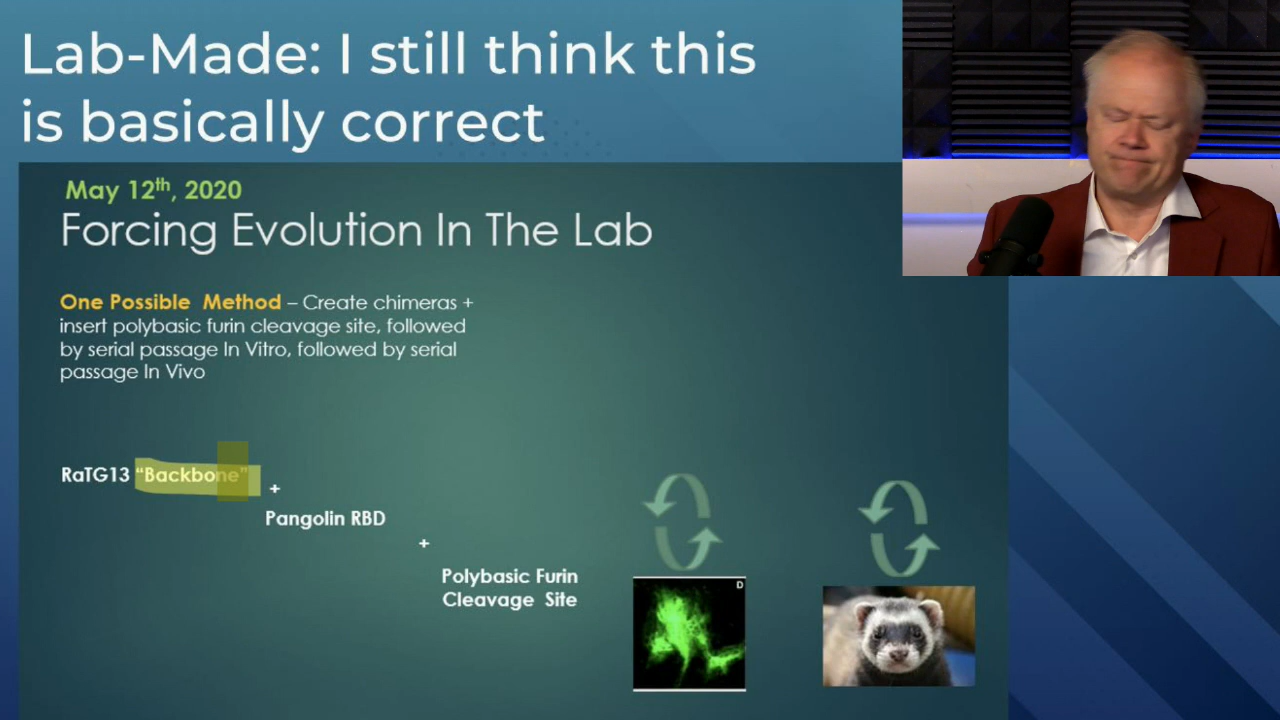 Lab-Made: I still think this
is basically correct
May 12th, 2020
Forcing Evolution In The Lab
One Possible Method – Create chimeras +
insert polybasic furin cleavage site, followed
by serial passage In Vitro, followed by serial
passage In Vivo
RaTG13 “Backbone”
+
Pangolin RBD
+
Polybasic Furin
Cleavage Site
D